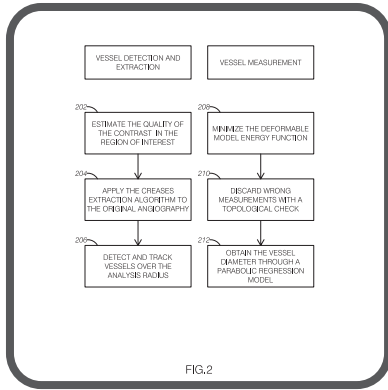 VESSEL DETECTION AND
EXTRACTION
VESSEL MEASUREMENT
202
ESTIMATE THE QUALITY OF
THE CONTRAST IN THE
REGION OF INTEREST
208
MINIMIZE THE DEFORMABLE
MODEL ENERGY FUNCTION
204
APPLY THE CREASES
EXTRACTION ALGORITHM TO
THE ORIGINAL ANGIOGRAPHY
210
DISCARD WRONG
MEASUREMENTS WITH A
TOPOLOGICAL CHECK
206
DETECT AND TRACK
VESSELS OVER THE
ANALYSIS RADIUS
212
OBTAIN THE VESSEL
DIAMETER THROUGH A
PARABOLIC REGRESSION
MODEL
FIG.2